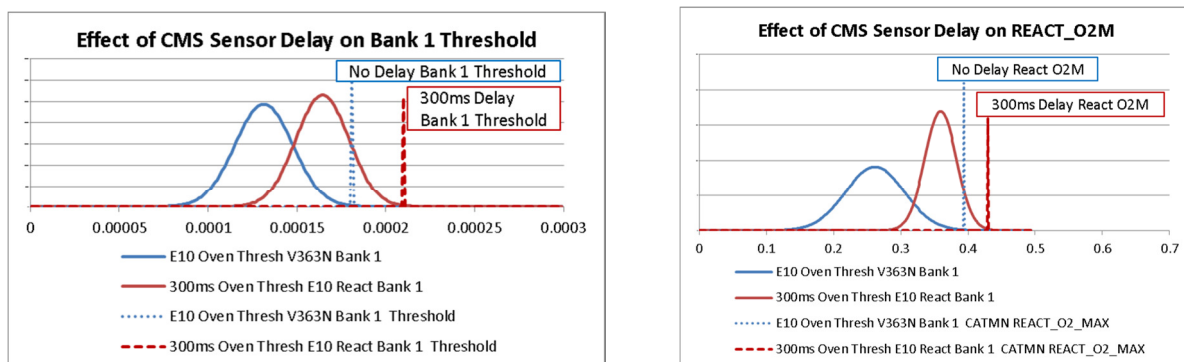 Effect of CMS Sensor Delay on Bank 1 Threshold
No Delay Bank 1 Threshold
300ms Delay
Bank 1 Threshold
0 0.00005 0.0001 0.00015 0.0002 0.00025 0.0003
E10 Oven Thresh V363N Bank 1
300ms Oven Thresh E10 React Bank 1
E10 Oven Thresh V363N Bank 1 Threshold
300ms Oven Thresh E10 React Bank 1 Threshold
Effect of CMS Sensor Delay on REACT_O2M
No Delay React O2M
300ms Delay React O2M
0 0.1 0.2 0.3 0.4 0.5 0.6 0.7
E10 Oven Thresh V363N Bank 1
300ms Oven Thresh E10 React Bank 1
E10 Oven Thresh V363N Bank 1 CATMN REACT_O2_MAX
300ms Oven Thresh E10 React Bank 1 CATMN REACT_O2_MAX